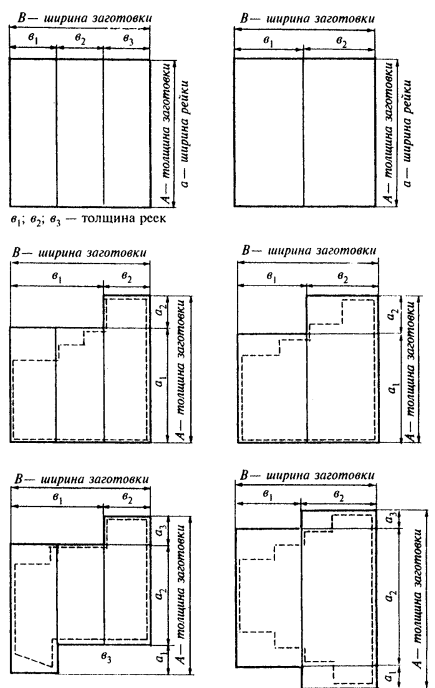 В — ширина заготовки
в₁ в₂ в₃
А — толщина заготовки
а — ширина рейки
в₁; в₂; в₃ — толщина реек
В — ширина заготовки
в₁ в₂
А — толщина заготовки
а — ширина рейки
В — ширина заготовки
в₁ в₂
а₂
а₁
А — толщина заготовки
В — ширина заготовки
в₁ в₂
а₂
а₁
А — толщина заготовки
В — ширина заготовки
в₁ в₂
а₃
а₂
а₁
А — толщина заготовки
в₃
В — ширина заготовки
в₁ в₂
а₃
а₂
а₁
А — толщина заготовки